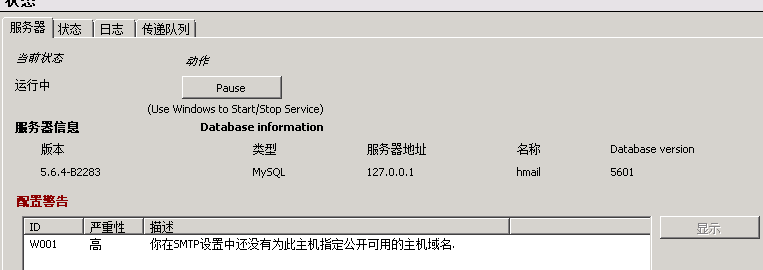 状态
服务器 状态 日志 传递队列
当前状态 动作
运行中 Pause
(Use Windows to Start/Stop Service)
服务器信息 Database information
版本 类型 服务器地址 名称 Database version
5.6.4-B2283 MySQL 127.0.0.1 hmail 5601
配置警告
ID 严重性 描述 显示
W001 高 你在SMTP设置中还没有为此主机指定公开可用的主机域名.